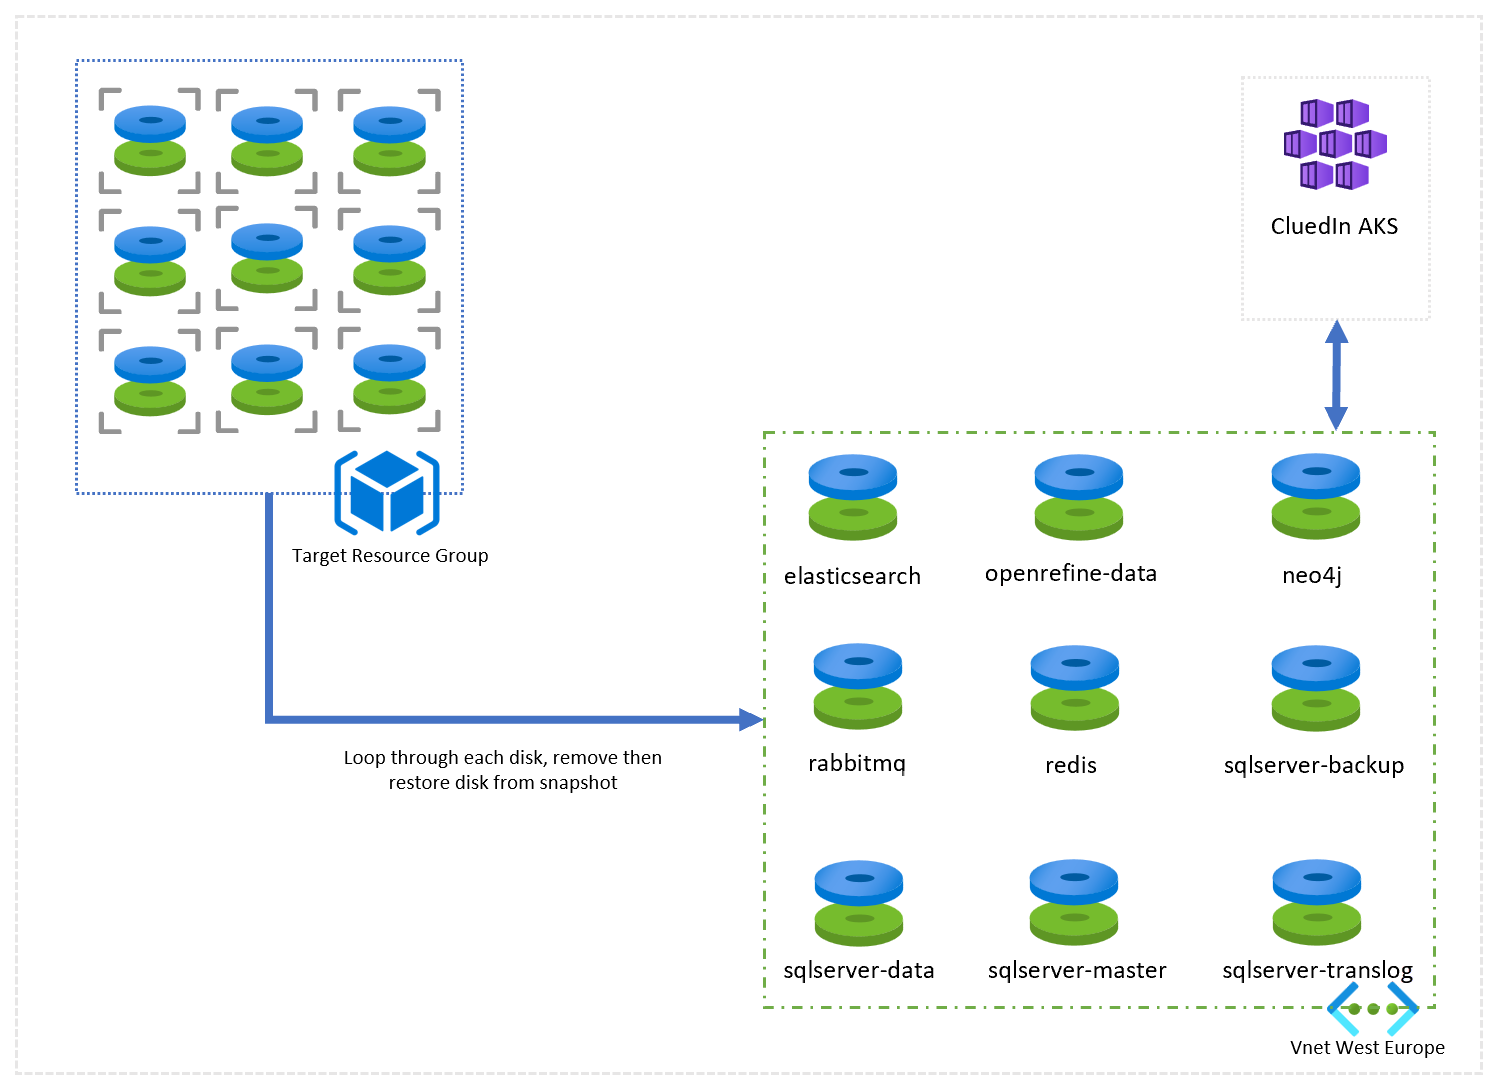 CluedIn AKS
Target Resource Group
Loop through each disk, remove then
restore disk from snapshot
elasticsearch
openrefine-data
neo4j
rabbitmq
redis
sqlserver-backup
sqlserver-data
sqlserver-master
sqlserver-translog
Vnet West Europe